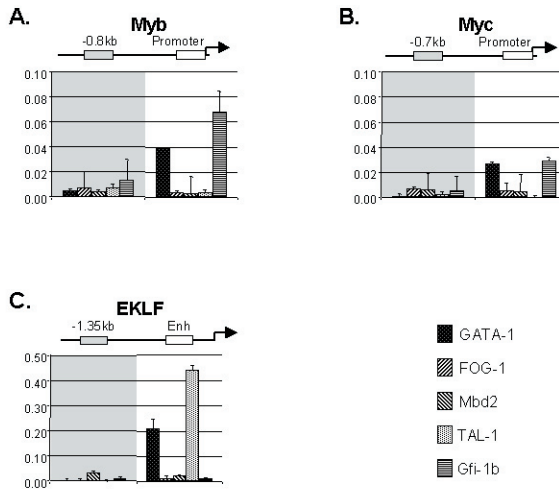 A.
Myb
-0.8kb Promoter
0.10
0.08
0.06
0.04
0.02
0.00
B.
Myc
-0.7kb Promoter
0.10
0.08
0.06
0.04
0.02
0.00
C.
EKLF
-1.35kb Enh
0.50
0.40
0.30
0.20
0.10
0.00
GATA-1
FOG-1
Mbd2
TAL-1
Gfi-1b